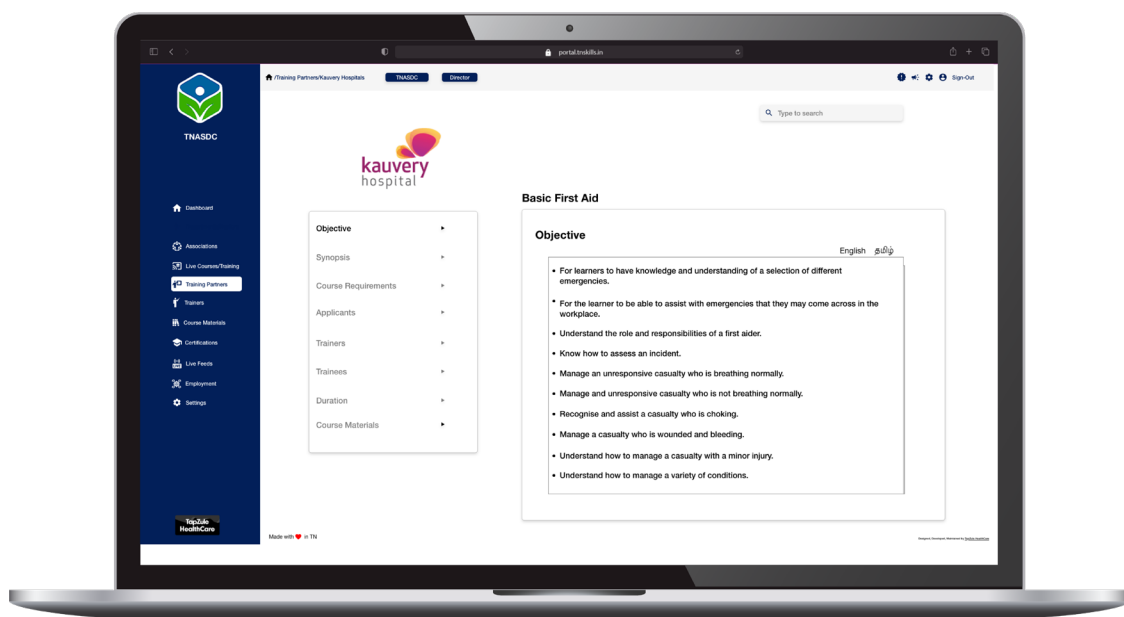 portal.tnskills.in
/Training Partners/Kauvery Hospitals TNASDC Director Sign-Out
TNASDC
Type to search
kauvery
hospital
Dashboard
Associations
Live Courses/Training
Training Partners
Trainers
Course Materials
Certifications
Live Feeds
Employment
Settings
TapZule
HealthCare
Objective
Synopsis
Course Requirements
Applicants
Trainers
Trainees
Duration
Course Materials
Basic First Aid
Objective
English தமிழ்
• For learners to have knowledge and understanding of a selection of different
emergencies.
• For the learner to be able to assist with emergencies that they may come across in the
workplace.
• Understand the role and responsibilities of a first aider.
• Know how to assess an incident.
• Manage an unresponsive casualty who is breathing normally.
• Manage and unresponsive casualty who is not breathing normally.
• Recognise and assist a casualty who is choking.
• Manage a casualty who is wounded and bleeding.
• Understand how to manage a casualty with a minor injury.
• Understand how to manage a variety of conditions.
Made with ❤ in TN
Designed, Developed, Maintained by TapZule HealthCare